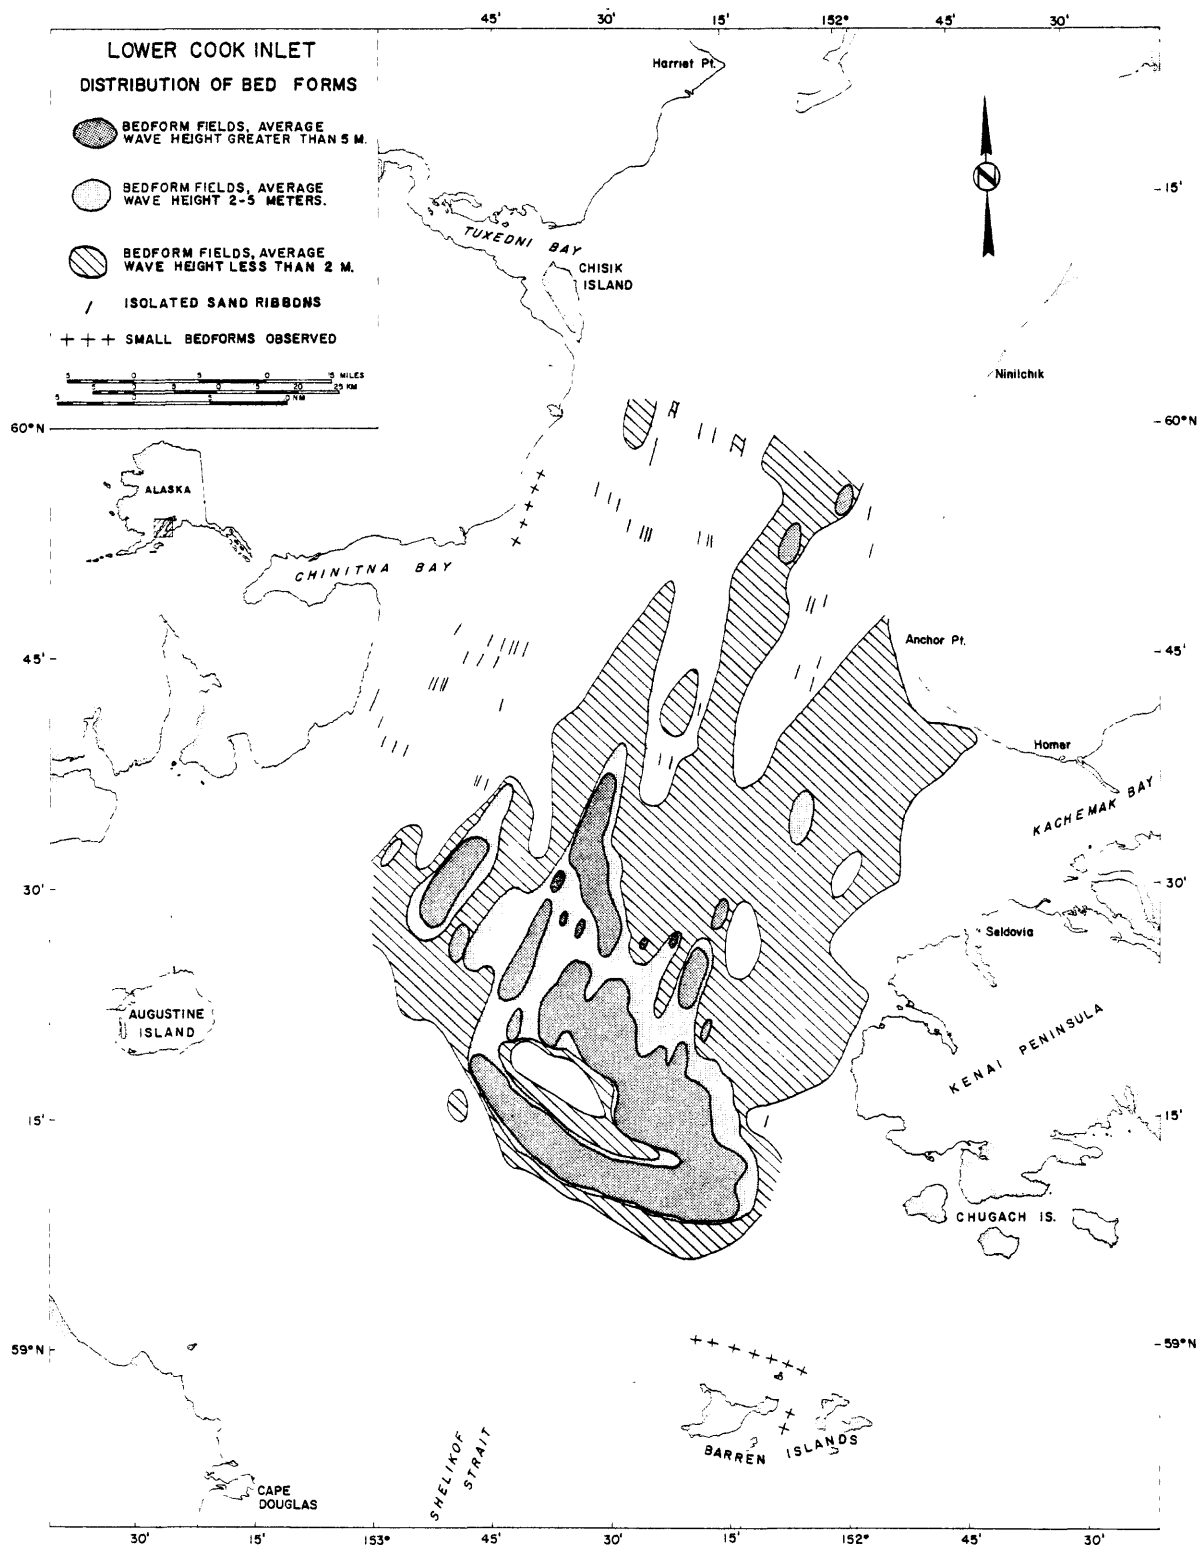 45' 30' 15' 152° 45' 30'
LOWER COOK INLET
DISTRIBUTION OF BED FORMS
BEDFORM FIELDS, AVERAGE
WAVE HEIGHT GREATER THAN 5 M.
BEDFORM FIELDS, AVERAGE
WAVE HEIGHT 2-5 METERS.
BEDFORM FIELDS, AVERAGE
WAVE HEIGHT LESS THAN 2 M.
ISOLATED SAND RIBBONS
+ + + SMALL BEDFORMS OBSERVED
MILES
KM
NM
Harriet Pt.
N
15'
TUXEDNI BAY
CHISIK
ISLAND
Ninilchik
60°N
60°N
ALASKA
CHINITNA BAY
Anchor Pt.
45'
45'
Homer
KACHEMAK BAY
30'
30'
Seldovia
AUGUSTINE
ISLAND
KENAI PENINSULA
15'
15'
CHUGACH IS.
59°N
59°N
BARREN ISLANDS
SHELIKOF
STRAIT
CAPE
DOUGLAS
30' 15' 153° 45' 30' 15' 152° 45' 30'